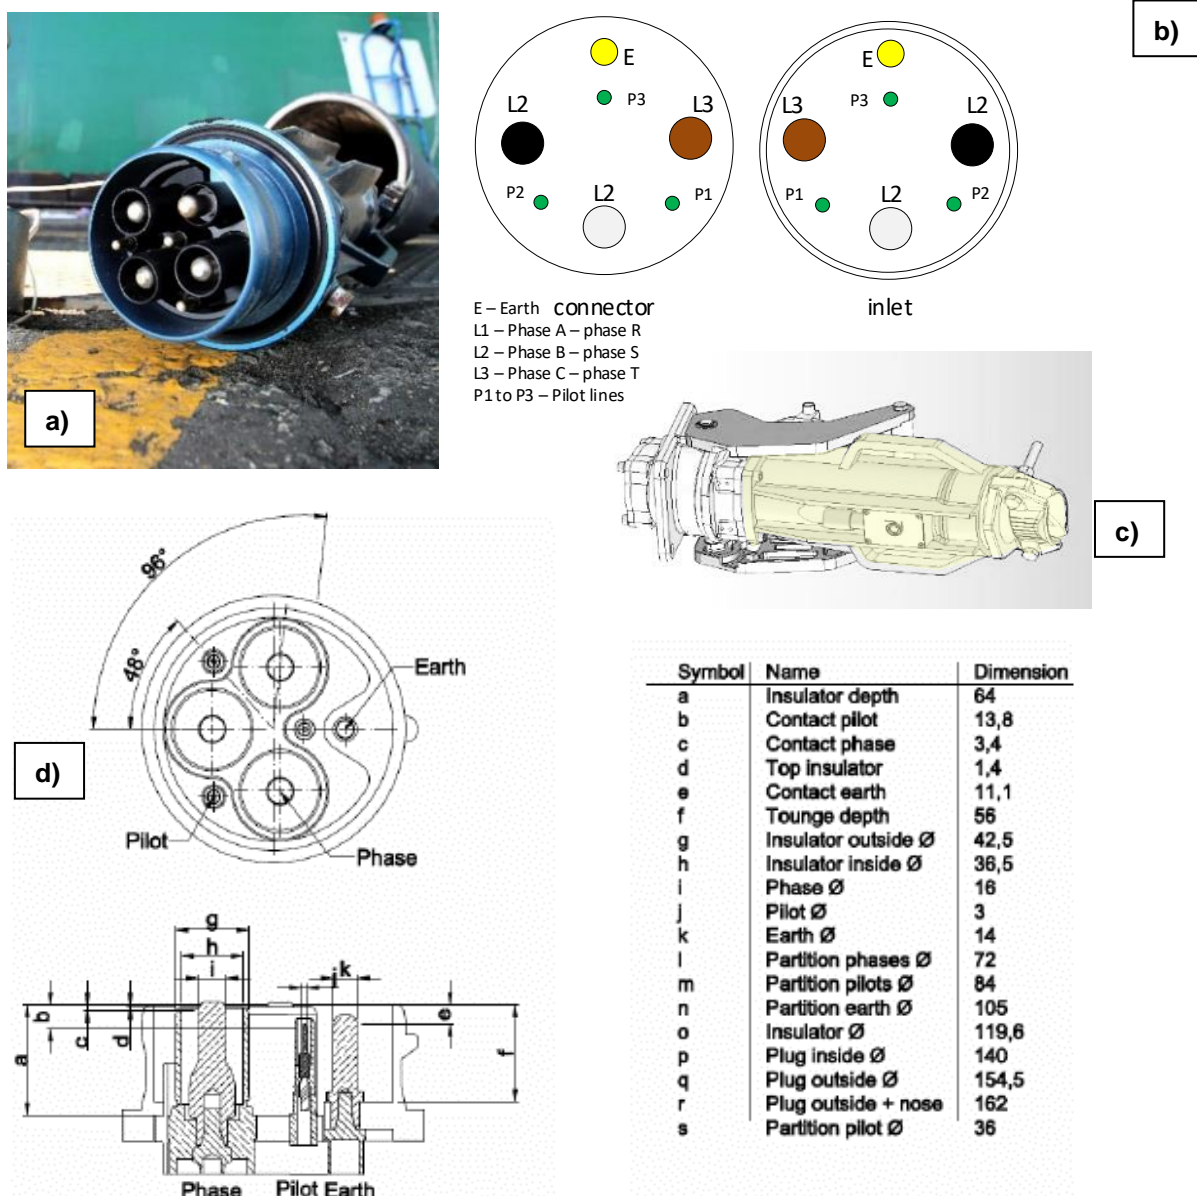 a)
b)
E
P3
L2
L3
P2
L2
P1
E
P3
L3
L2
P1
L2
P2
connector
inlet
E – Earth
L1 – Phase A – phase R
L2 – Phase B – phase S
L3 – Phase C – phase T
P1 to P3 – Pilot lines
c)
96°
48°
Earth
d)
Pilot
Phase
g
h
i
j
k
b
c
d
a
e
f
Phase
Pilot Earth
Symbol Name Dimension
a Insulator depth 64
b Contact pilot 13,8
c Contact phase 3,4
d Top insulator 1,4
e Contact earth 11,1
f Tounge depth 56
g Insulator outside Ø 42,5
h Insulator inside Ø 36,5
i Phase Ø 16
j Pilot Ø 3
k Earth Ø 14
l Partition phases Ø 72
m Partition pilots Ø 84
n Partition earth Ø 105
o Insulator Ø 119,6
p Plug inside Ø 140
q Plug outside Ø 154,5
r Plug outside + nose 162
s Partition pilot Ø 36